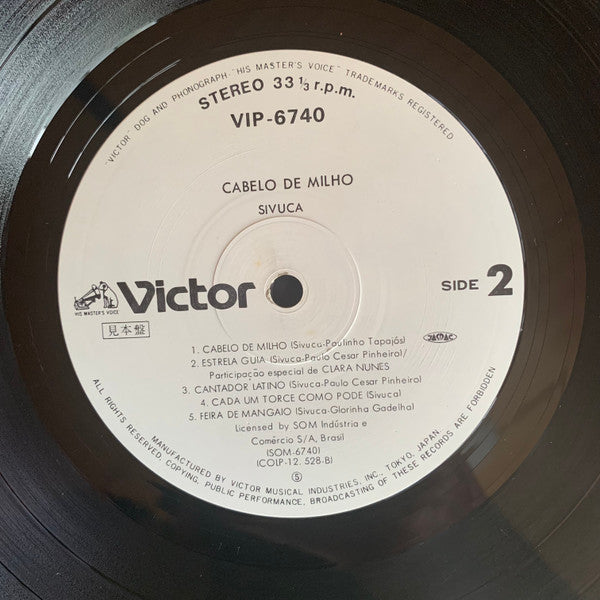 "VICTOR" DOG AND PHONOGRAPH-"HIS MASTER'S VOICE" TRADEMARKS REGISTERED
STEREO 33 1/3 r.p.m.
VIP-6740
CABELO DE MILHO
SIVUCA
HIS MASTER'S VOICE
Victor
SIDE 2
見本盤
1. CABELO DE MILHO (Sivuca-Paulinho Tapajós)
2. ESTRELA GUIA (Sivuca-Paulo Cesar Pinheiro)/
Participação especial de CLARA NUNES
3. CANTADOR LATINO (Sivuca-Paulo Cesar Pinheiro)
4. CADA UM TORCE COMO PODE (Sivuca)
5. FEIRA DE MANGAIO (Sivuca-Glorinha Gadelha)
JASRAC
Licensed by SOM Indústria e
Comércio S/A, Brasil
(SOM-6740)
(COLP-12. 528-B)
S
MANUFACTURED BY VICTOR MUSICAL INDUSTRIES, INC., TOKYO, JAPAN.
ALL RIGHTS RESERVED. COPYING, PUBLIC PERFORMANCE, BROADCASTING OF THESE RECORDS ARE FORBIDDEN